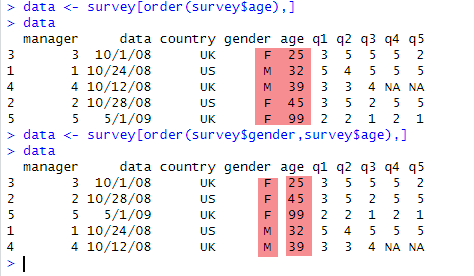 > data <- survey[order(survey$age),]
> data
manager data country gender age q1 q2 q3 q4 q5
3 3 10/1/08 UK F 25 3 5 5 5 2
1 1 10/24/08 US M 32 5 4 5 5 5
4 4 10/12/08 UK M 39 3 3 4 NA NA
2 2 10/28/08 US F 45 3 5 2 5 5
5 5 5/1/09 UK F 99 2 2 1 2 1
> data <- survey[order(survey$gender,survey$age),]
> data
manager data country gender age q1 q2 q3 q4 q5
3 3 10/1/08 UK F 25 3 5 5 5 2
2 2 10/28/08 US F 45 3 5 2 5 5
5 5 5/1/09 UK F 99 2 2 1 2 1
1 1 10/24/08 US M 32 5 4 5 5 5
4 4 10/12/08 UK M 39 3 3 4 NA NA
>